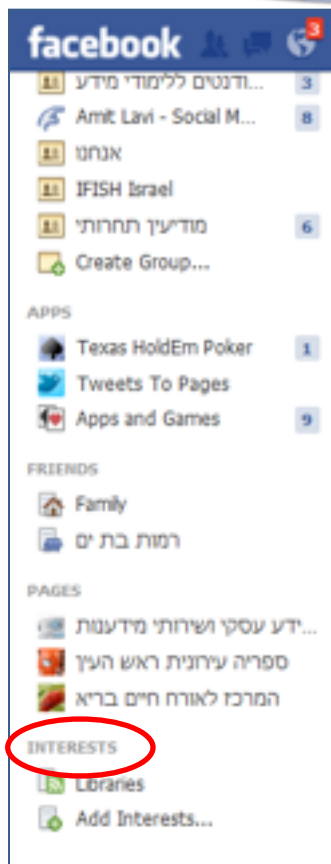 facebook 3
...ודנטים ללימודי מידע 3
Amit Lavi - Social M... 8
אנחנו
IFISH Israel
מודיעין תחרותי 6
Create Group...
APPS
Texas HoldEm Poker 1
Tweets To Pages
Apps and Games 9
FRIENDS
Family
רמות בת ים
PAGES
...ידע עסקי ושירותי מידענות
ספריה עירונית ראש העין
המרכז לאורח חיים בריא
INTERESTS
Libraries
Add Interests...